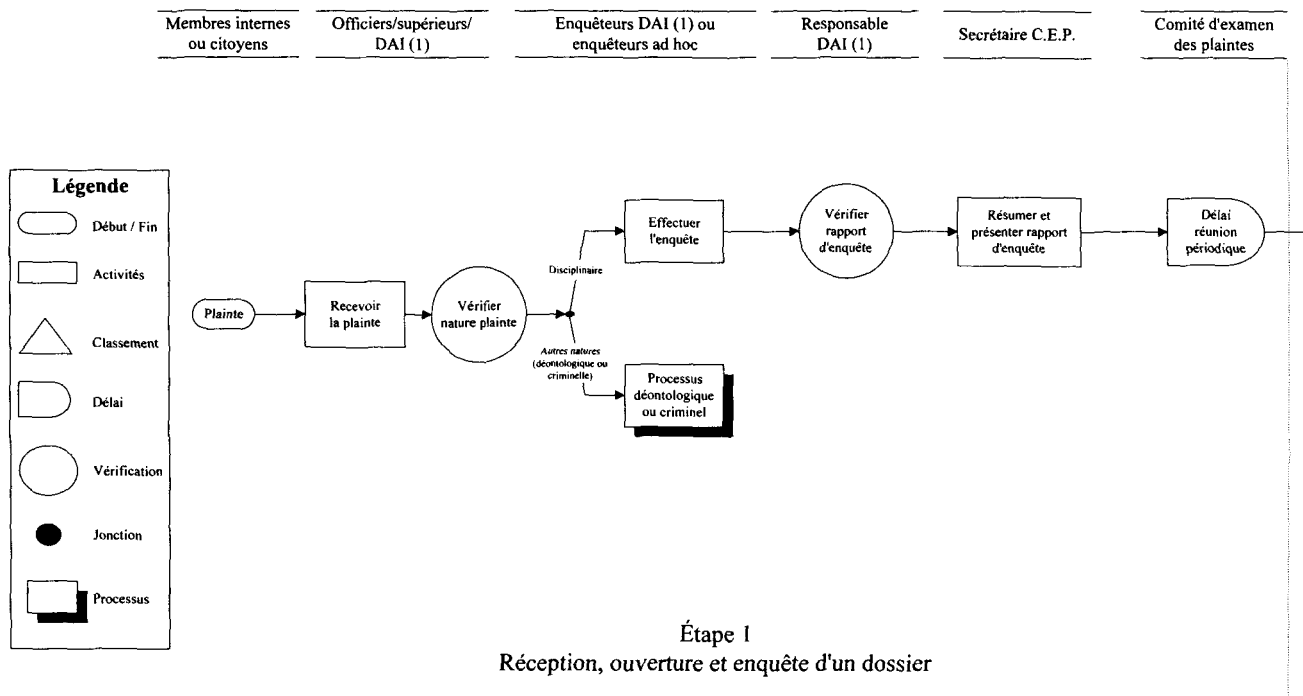 Membres internes
ou citoyens
Officiers/supérieurs/
DAI (1)
Enquêteurs DAI (1) ou
enquêteurs ad hoc
Responsable
DAI (1)
Secrétaire C.E.P.
Comité d'examen
des plaintes
Légende
Début / Fin
Activités
Classement
Délai
Vérification
Jonction
Processus
Plainte
Recevoir
la plainte
Vérifier
nature plainte
Disciplinaire
Autres natures
(déontologique ou
criminelle)
Effectuer
l'enquête
Processus
déontologique
ou criminel
Vérifier
rapport
d'enquête
Résumer et
présenter rapport
d'enquête
Délai
réunion
périodique
Étape 1
Réception, ouverture et enquête d'un dossier